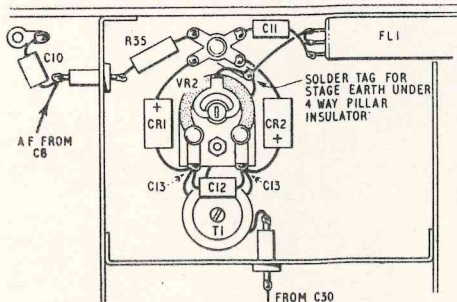 C10
R35
C11
FL1
VR2
SOLDER TAG FOR
STAGE EARTH UNDER
4 WAY PILLAR
INSULATOR
+
CR1
CR2
+
AF FROM
C8
C13
C12
C13
T1
FROM C30